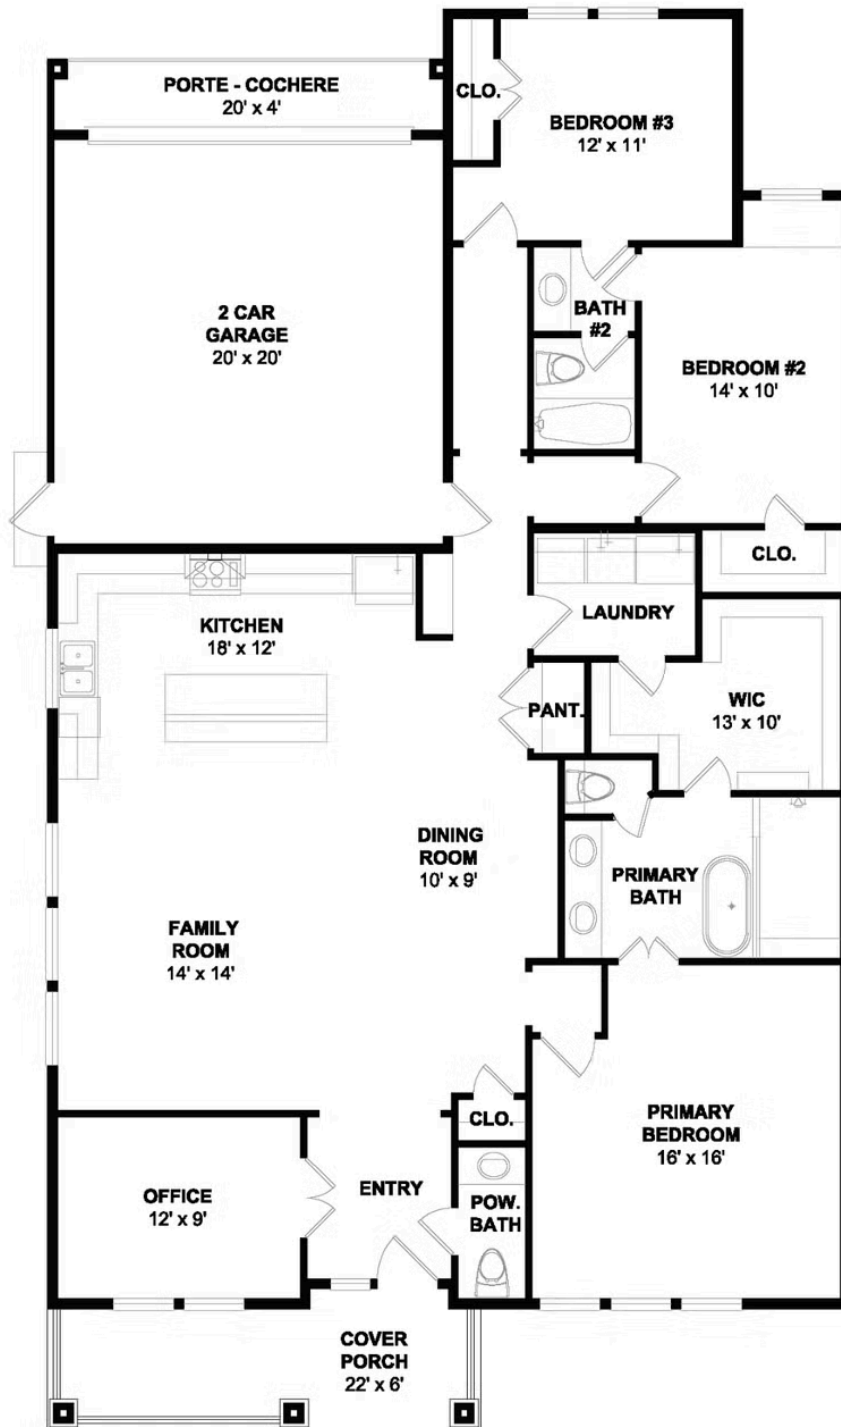 PORTE - COCHERE
20' x 4'
CLO.
BEDROOM #3
12' x 11'
2 CAR
GARAGE
20' x 20'
BATH
#2
BEDROOM #2
14' x 10'
CLO.
KITCHEN
18' x 12'
LAUNDRY
PANT.
WIC
13' x 10'
DINING
ROOM
10' x 9'
PRIMARY
BATH
FAMILY
ROOM
14' x 14'
CLO.
PRIMARY
BEDROOM
16' x 16'
OFFICE
12' x 9'
ENTRY
POW.
BATH
COVER
PORCH
22' x 6'